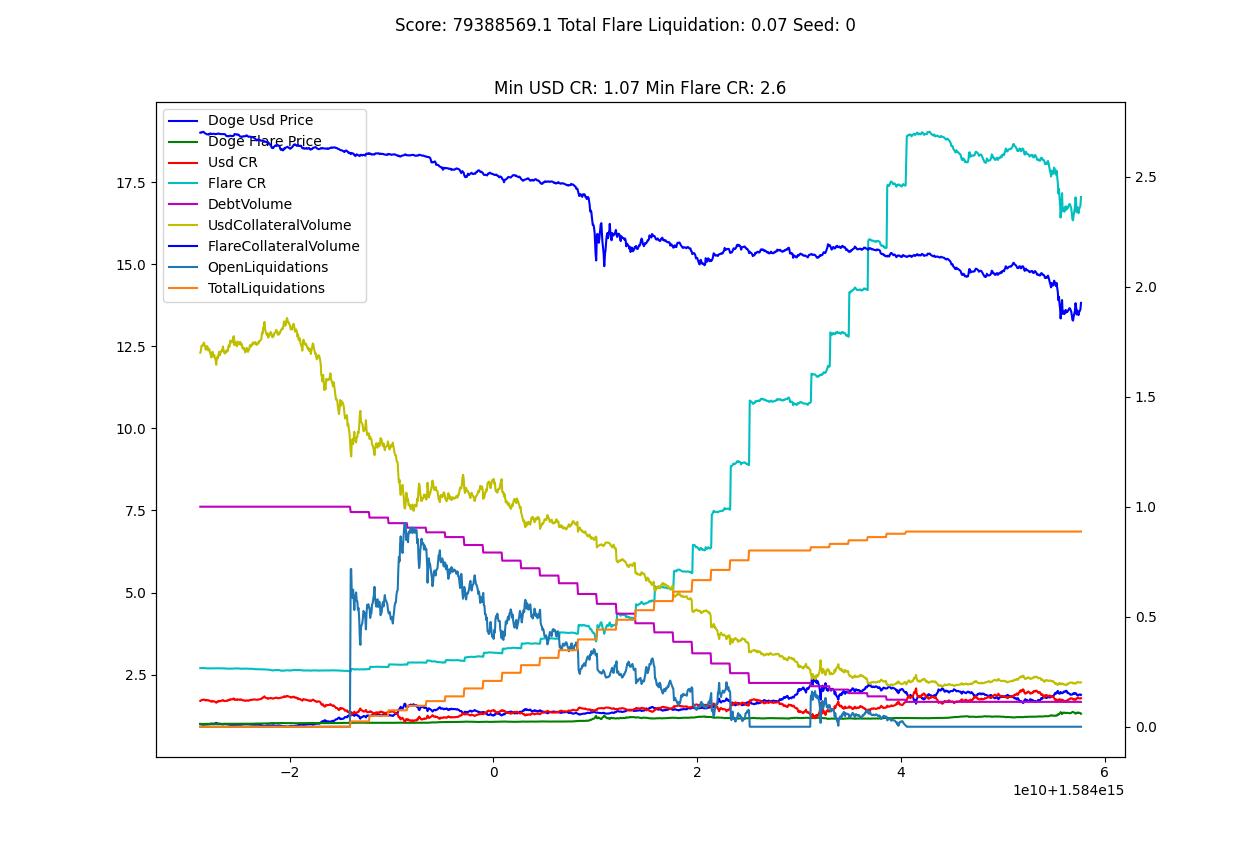 Score: 79388569.1 Total Flare Liquidation: 0.07 Seed: 0
Min USD CR: 1.07 Min Flare CR: 2.6
Doge Usd Price
Doge Flare Price
Usd CR
Flare CR
DebtVolume
UsdCollateralVolume
FlareCollateralVolume
OpenLiquidations
TotalLiquidations
17.5
15.0
12.5
10.0
7.5
5.0
2.5
2.5
2.0
1.5
1.0
0.5
0.0
−2
0
2
4
6
1e10+1.584e15